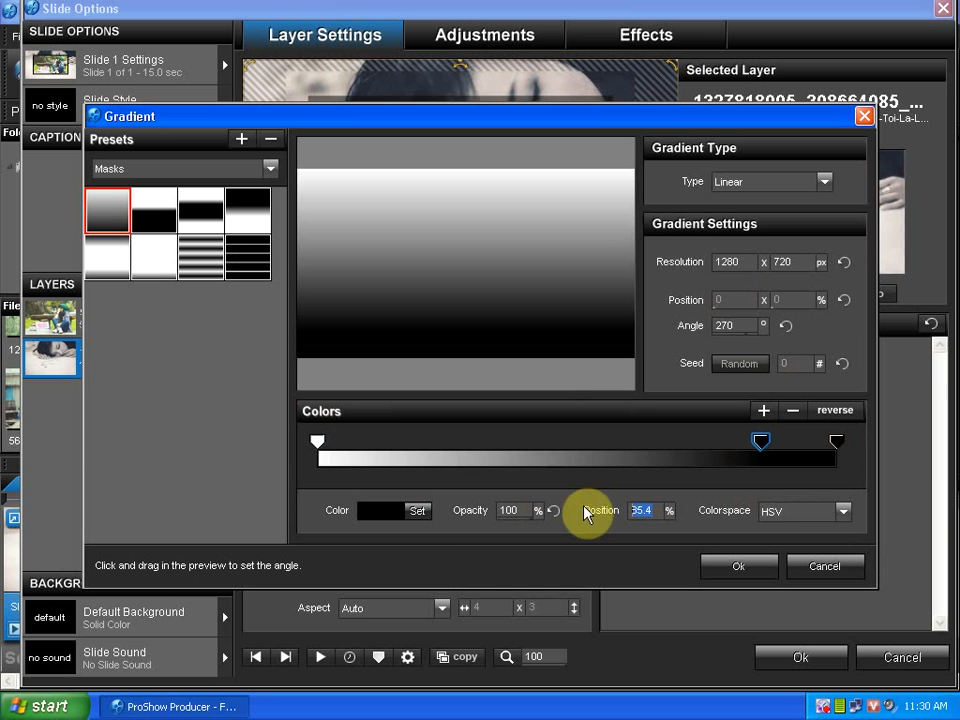 Slide Options
SLIDE OPTIONS
Layer Settings
Adjustments
Effects
Slide 1 Settings
Slide 1 of 1 - 15.0 sec
Selected Layer
no style
Slide Style
-Toi-La-L...
Gradient
Presets
CAPTION
Masks
Gradient Type
Type
Linear
Gradient Settings
Resolution
1280
x
720
px
LAYERS
Position
0
x
0
%
Angle
270
°
File
Seed
Random
0
#
Colors
+
−
reverse
Color
Set
Opacity
100
%
Position
85.4
%
Colorspace
HSV
Click and drag in the preview to set the angle.
Ok
Cancel
BACKGR
default
Default Background
Solid Color
Aspect
Auto
4
x
3
no sound
Slide Sound
No Slide Sound
copy
100
Ok
Cancel
start
ProShow Producer - F...
11:30 AM